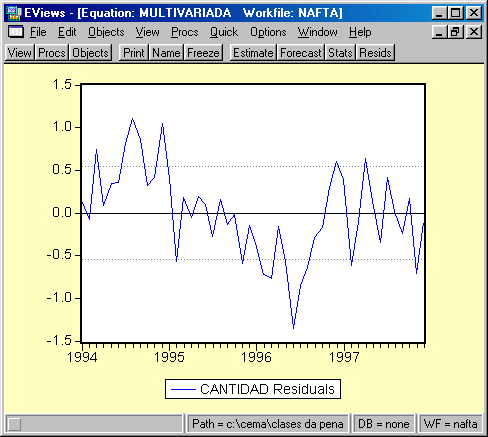 EViews - [Equation: MULTIVARIADA Workfile: NAFTA]
File Edit Objects View Procs Quick Options Window Help
View Procs Objects Print Name Freeze Estimate Forecast Stats Resids
1.5
1.0
0.5
0.0
-0.5
-1.0
-1.5
1994 1995 1996 1997
CANTIDAD Residuals
Path = c:\cema\clases da pena DB = none WF = nafta